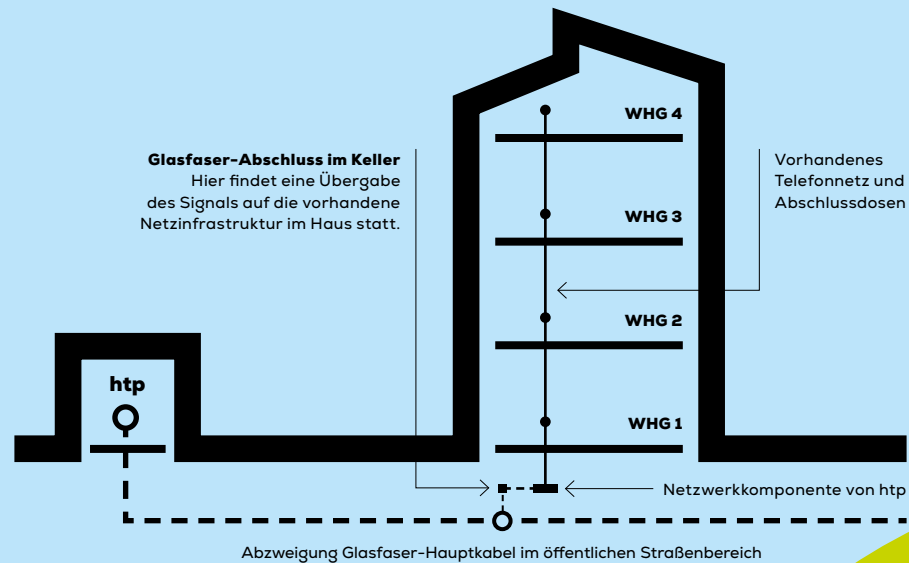 WHG 4
Glasfaser-Abschluss im Keller
Hier findet eine Übergabe
des Signals auf die vorhandene
Netzinfrastruktur im Haus statt.
Vorhandenes
Telefonnetz und
Abschlussdosen
WHG 3
WHG 2
htp
WHG 1
Netzwerkkomponente von htp
Abzweigung Glasfaser-Hauptkabel im öffentlichen Straßenbereich